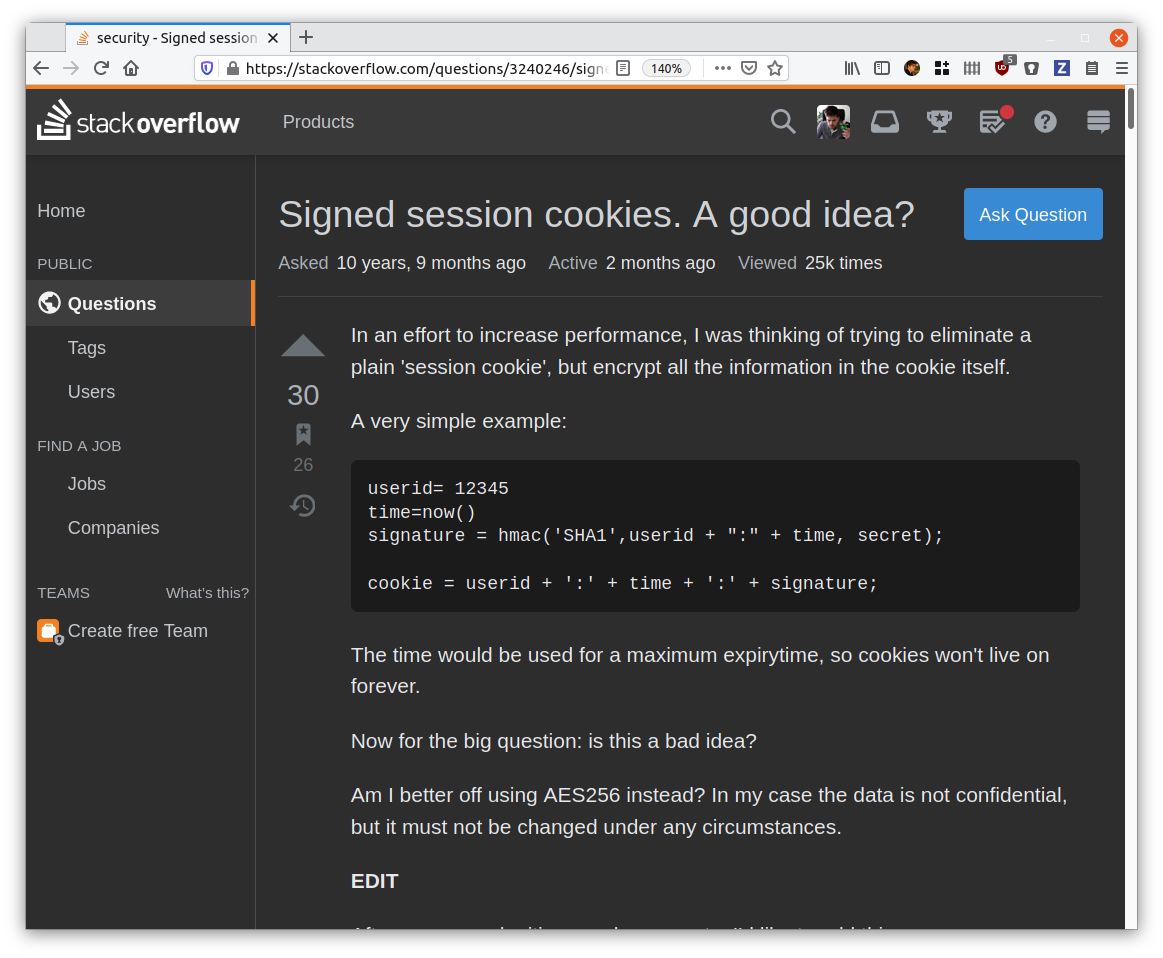 security - Signed session
https://stackoverflow.com/questions/3240246/sign
140%
5
stackoverflow
Products
Home
PUBLIC
Questions
Tags
Users
FIND A JOB
Jobs
Companies
TEAMS What's this?
Create free Team
Signed session cookies. A good idea?
Ask Question
Asked 10 years, 9 months ago Active 2 months ago Viewed 25k times
30
26
In an effort to increase performance, I was thinking of trying to eliminate a
plain 'session cookie', but encrypt all the information in the cookie itself.
A very simple example:
userid= 12345
time=now()
signature = hmac('SHA1',userid + ":" + time, secret);
cookie = userid + ':' + time + ':' + signature;
The time would be used for a maximum expirytime, so cookies won't live on
forever.
Now for the big question: is this a bad idea?
Am I better off using AES256 instead? In my case the data is not confidential,
but it must not be changed under any circumstances.
EDIT